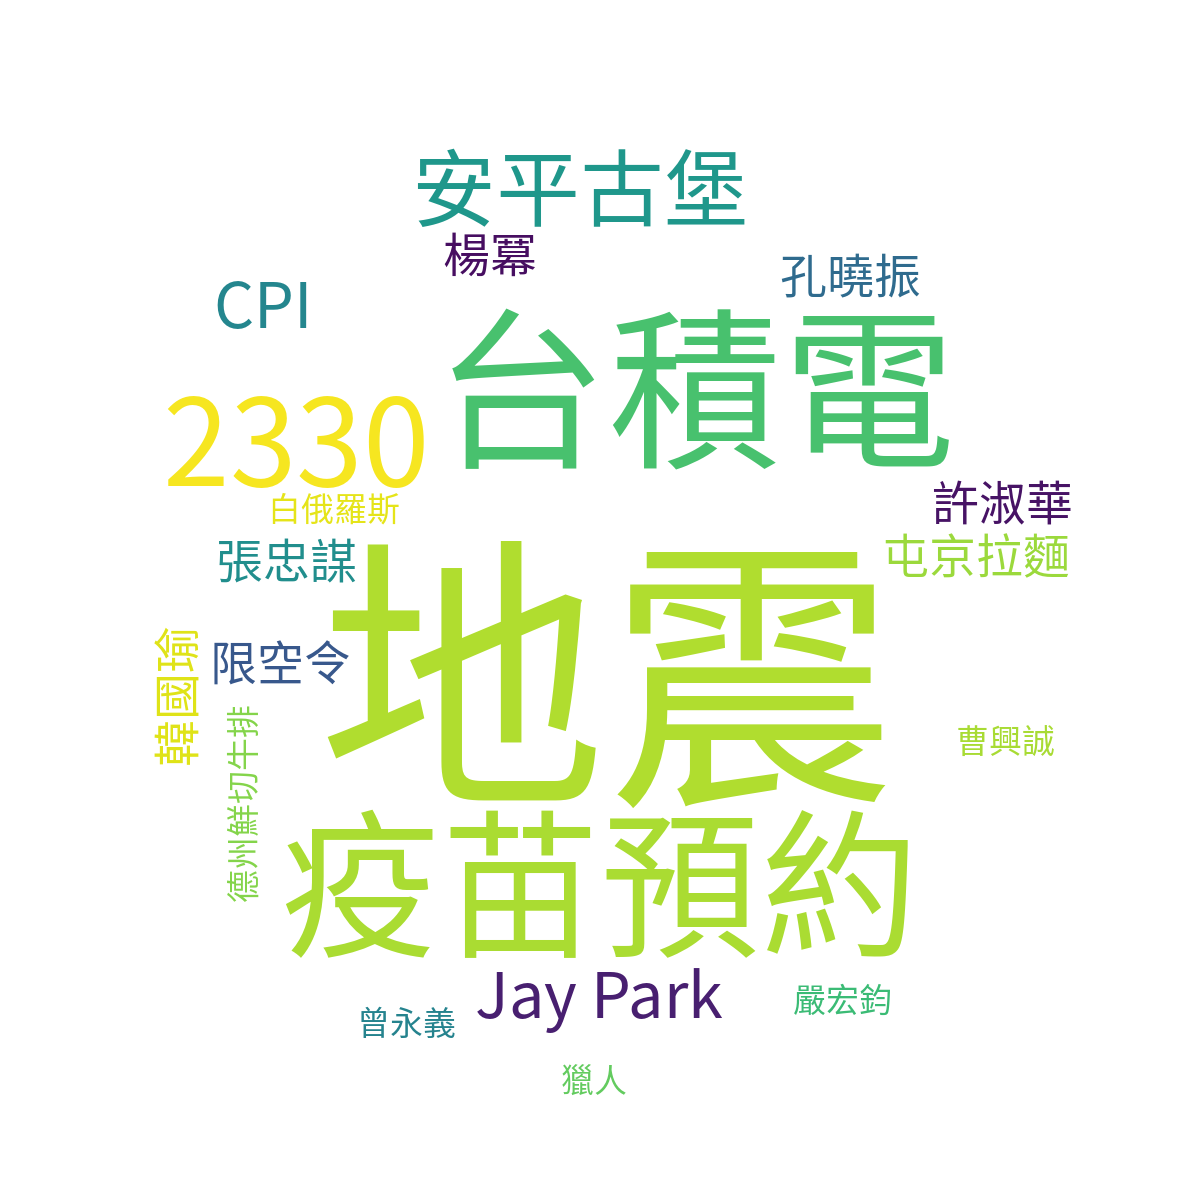 安平古堡
楊冪
孔曉振
CPI
台積電
2330
白俄羅斯
許淑華
張忠謀
屯京拉麵
地震
限空令
韓國瑜
德州鮮切牛排
曹興誠
疫苗預約
Jay Park
嚴宏鈞
曾永義
獵人